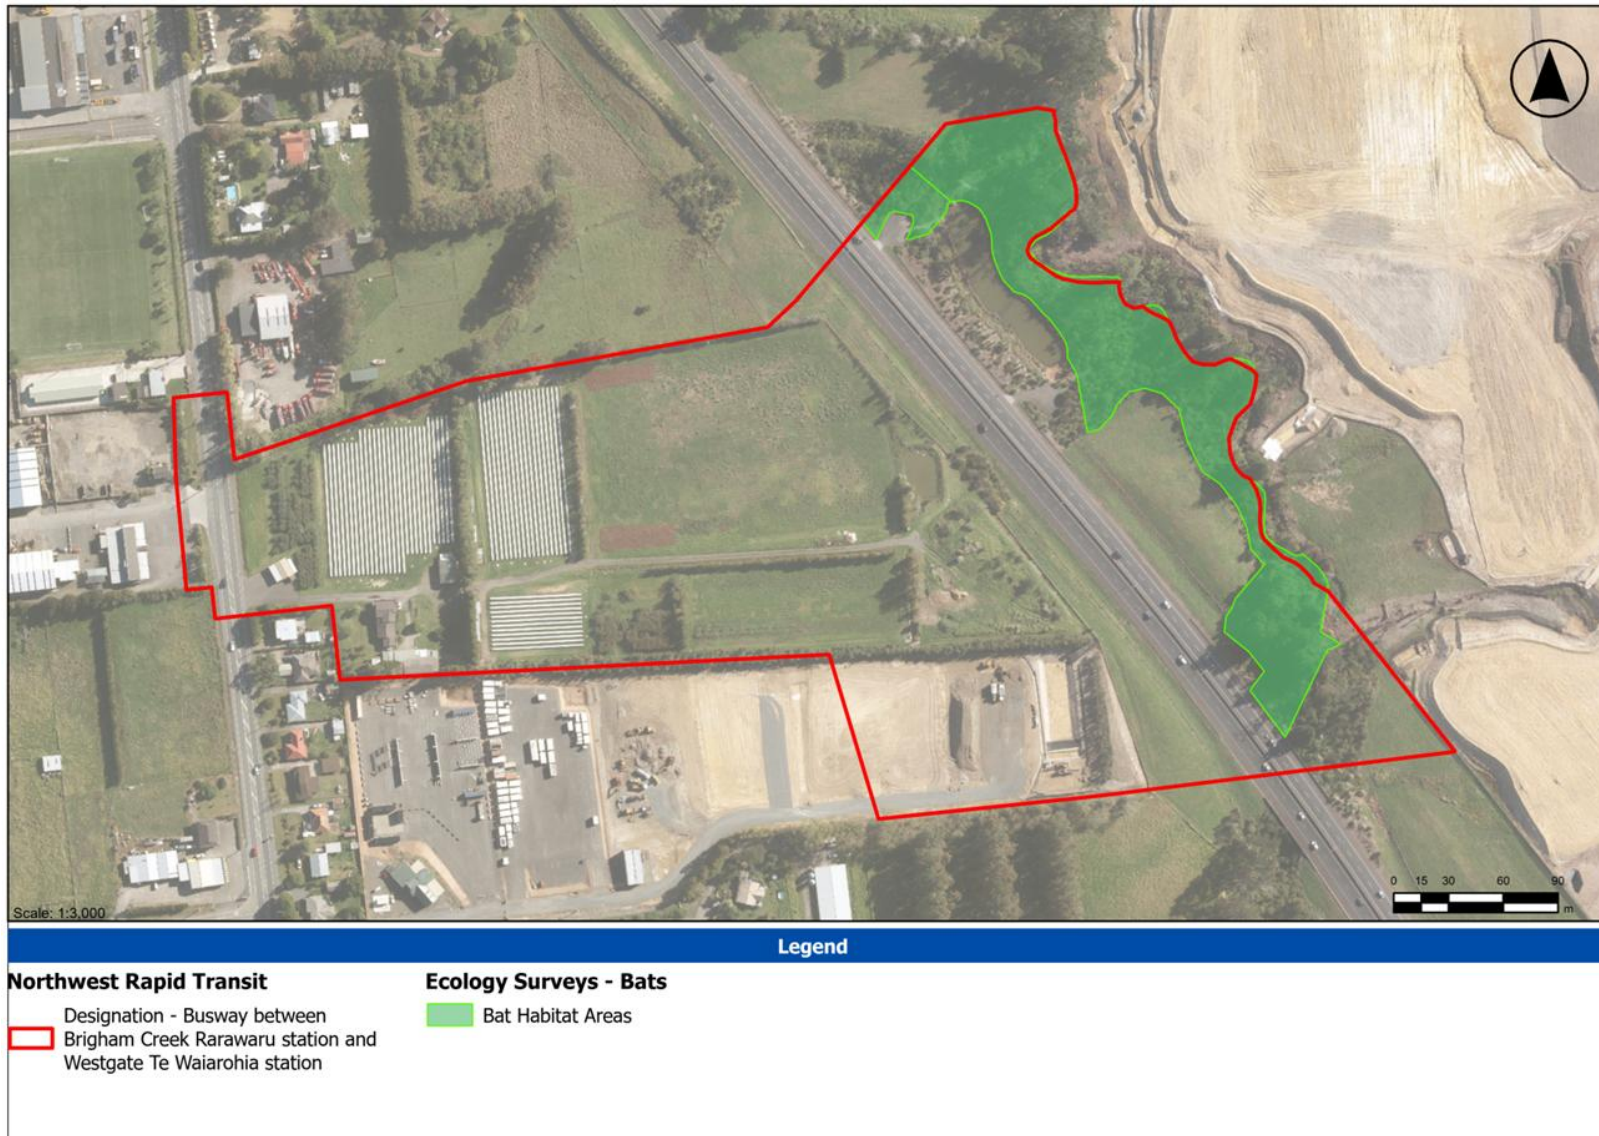 0 15 30 60 90
m
Scale: 1:3,000
Legend
Northwest Rapid Transit
Designation - Busway between
Brigham Creek Rarawaru station and
Westgate Te Waiarohia station
Ecology Surveys - Bats
Bat Habitat Areas